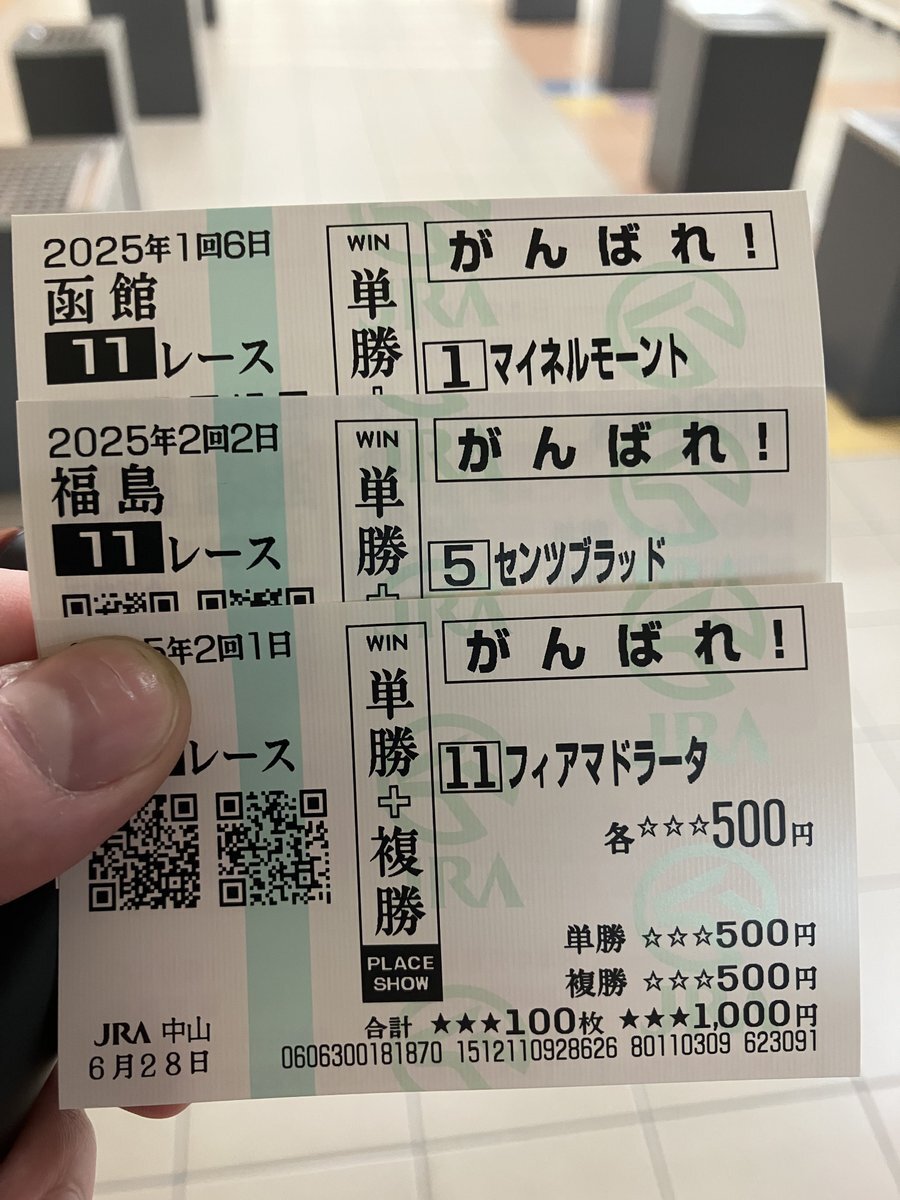 2025年1回6日
函館
11レース
WIN
単勝
がんばれ!
1 マイネルモーント
2025年2回2日
福島
11レース
WIN
単勝+
がんばれ!
5 センツブラッド
5年2回1日
レース
WIN
単勝+複勝
PLACE
SHOW
がんばれ!
11 フィアマドラータ
各☆☆☆500円
単勝 ☆☆☆500円
複勝 ☆☆☆500円
合計 ★★★100枚 ★★★1,000円
JRA 中山
6月28日
0606300181870 1512110928626 80110309 623091